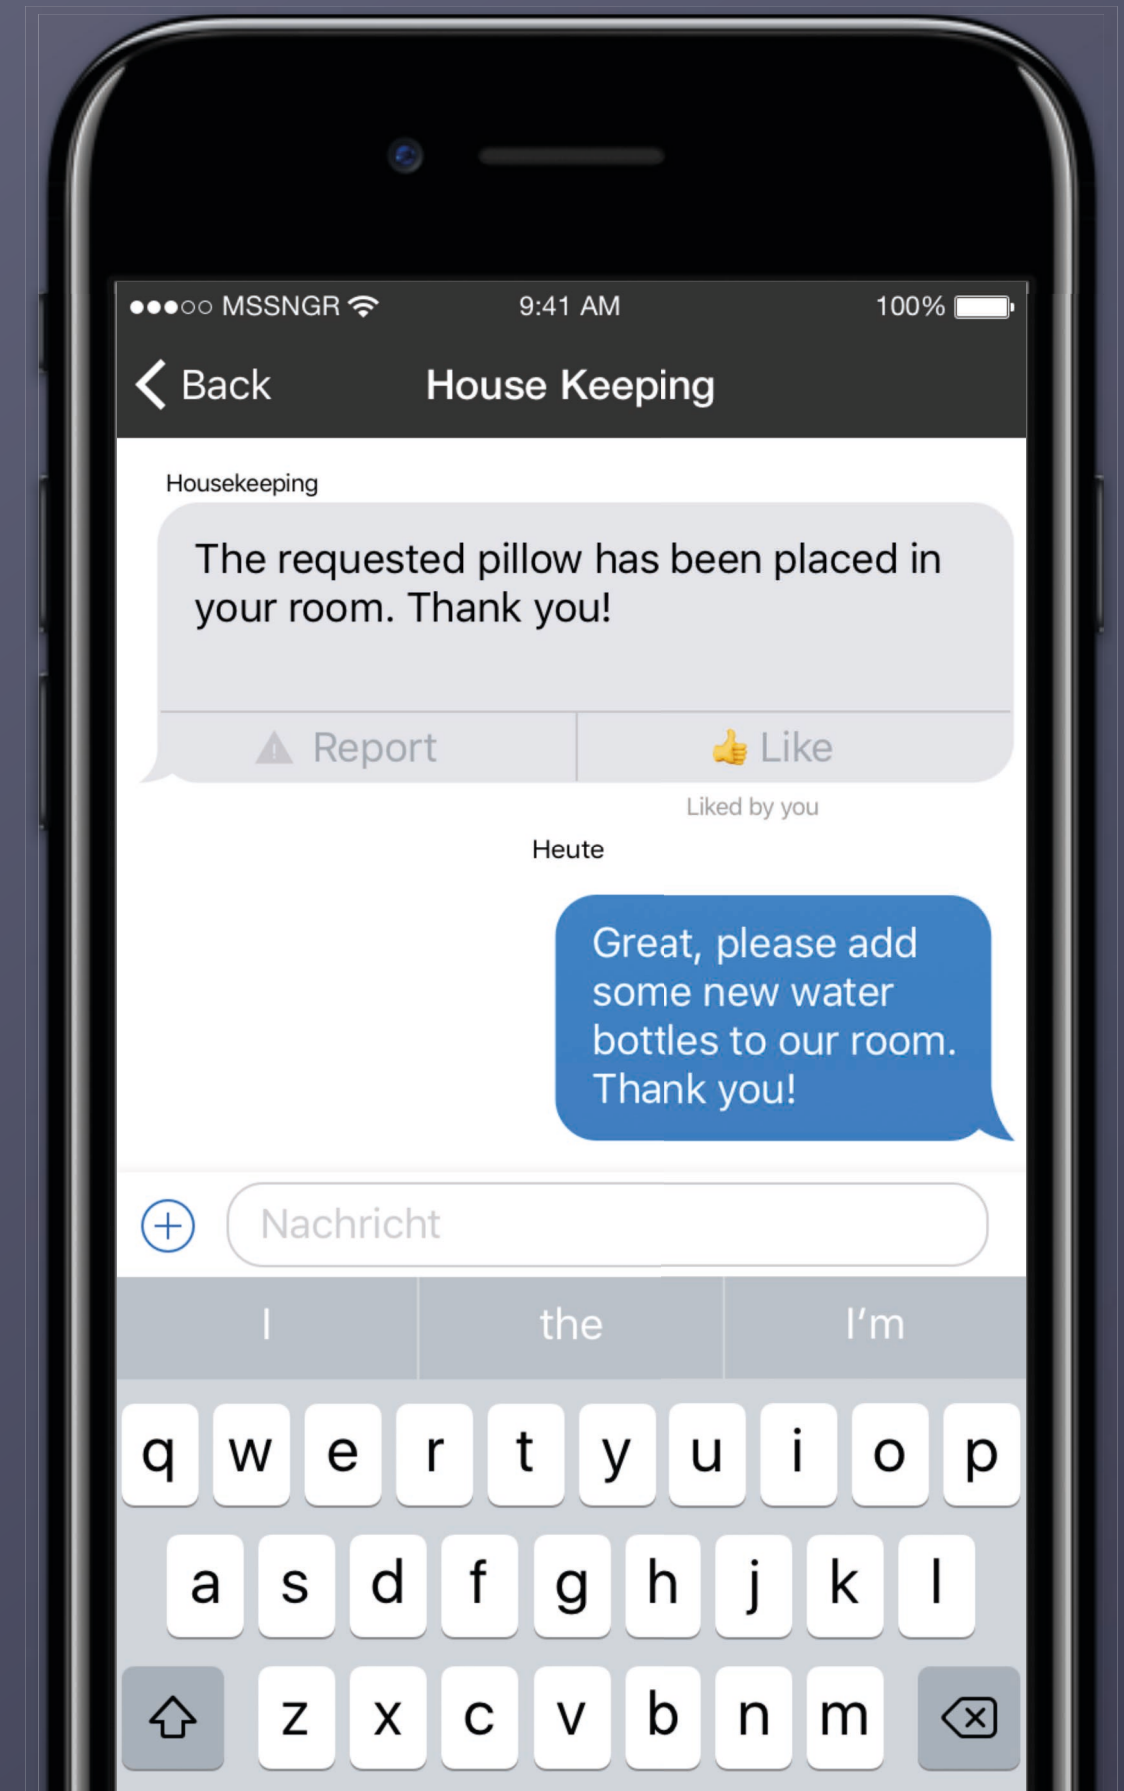 MSSNGR 9:41 AM 100%
Back House Keeping
Housekeeping
The requested pillow has been placed in
your room. Thank you!
Report 👍 Like
Liked by you
Heute
Great, please add
some new water
bottles to our room.
Thank you!
Nachricht
I the I’m
q w e r t y u i o p
a s d f g h j k l
z x c v b n m